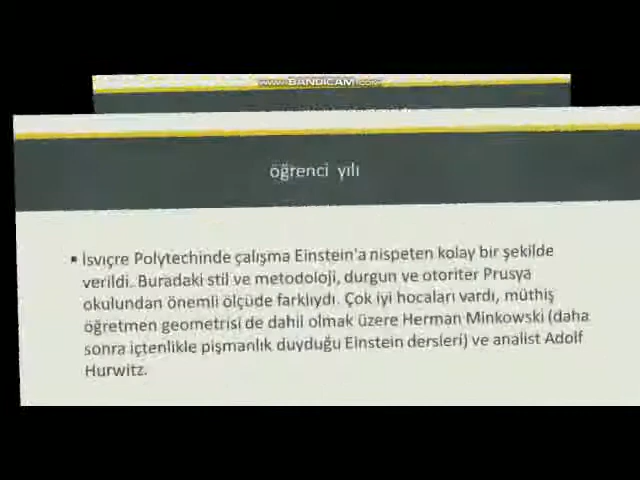 www.BANDICAM.com
öğrenci yılı
▪ İsviçre Polytechinde çalışma Einstein'a nispeten kolay bir şekilde
verildi. Buradaki stil ve metodoloji, durgun ve otoriter Prusya
okulundan önemli ölçüde farklıydı. Çok iyi hocaları vardı, müthiş
öğretmen geometrisi de dahil olmak üzere Herman Minkowski (daha
sonra içtenlikle pişmanlık duyduğu Einstein dersleri) ve analist Adolf
Hurwitz.